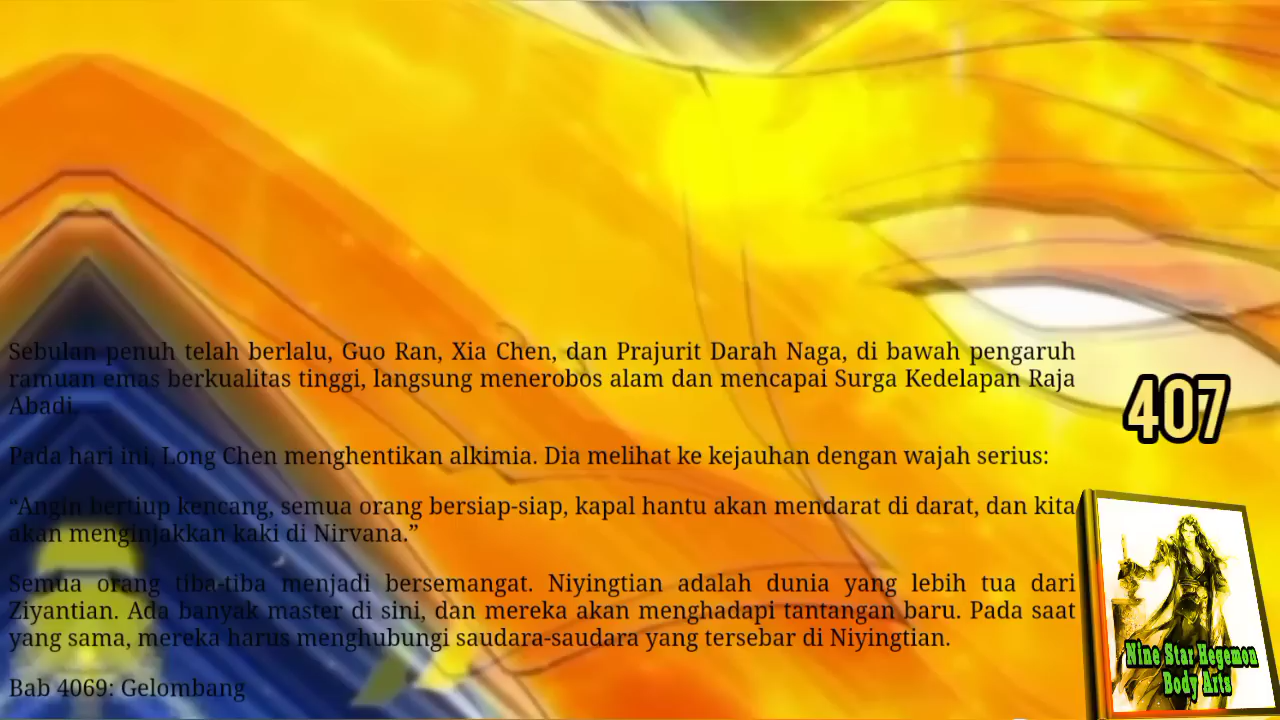 Sebulan penuh telah berlalu, Guo Ran, Xia Chen, dan Prajurit Darah Naga, di bawah pengaruh
ramuan emas berkualitas tinggi, langsung menerobos alam dan mencapai Surga Kedelapan Raja
Abadi.
Pada hari ini, Long Chen menghentikan alkimia. Dia melihat ke kejauhan dengan wajah serius:
“Angin bertiup kencang, semua orang bersiap-siap, kapal hantu akan mendarat di darat, dan kita
akan menginjakkan kaki di Nirvana.”
Semua orang tiba-tiba menjadi bersemangat. Niyingtian adalah dunia yang lebih tua dari
Ziyantian. Ada banyak master di sini, dan mereka akan menghadapi tantangan baru. Pada saat
yang sama, mereka harus menghubungi saudara-saudara yang tersebar di Niyingtian.
Bab 4069: Gelombang
407
Nine Star Hegemon
Body Arts